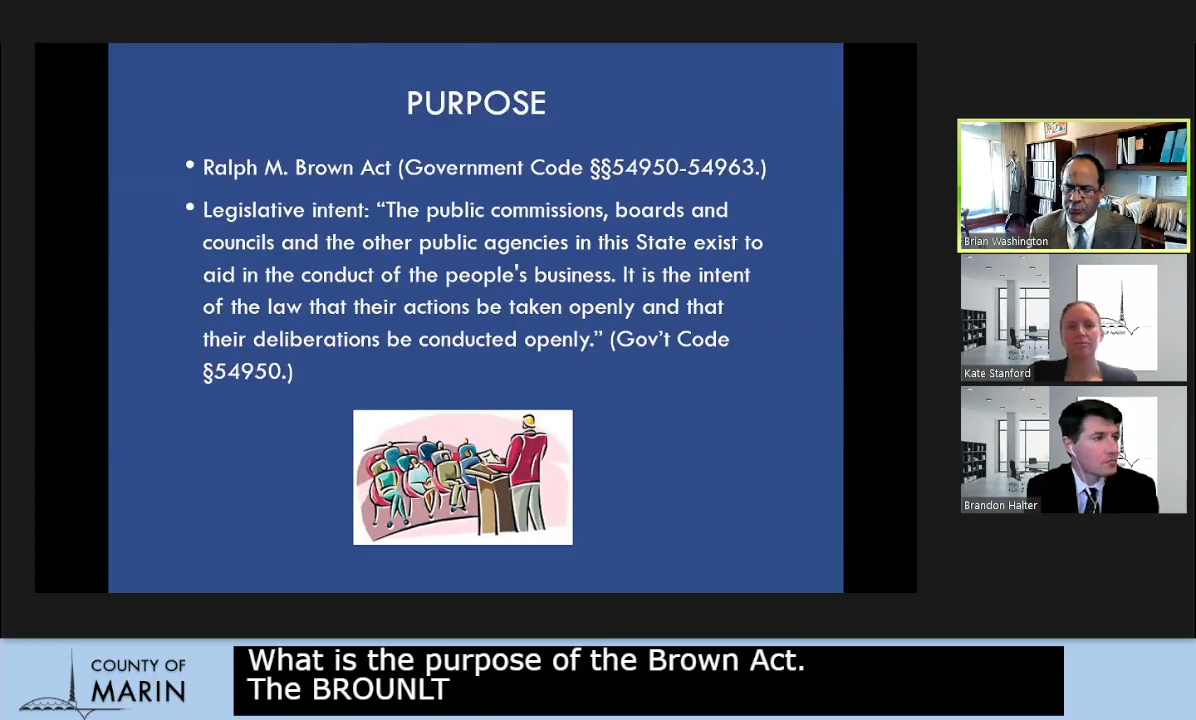 PURPOSE
• Ralph M. Brown Act (Government Code §§54950-54963.)
• Legislative intent: “The public commissions, boards and
councils and the other public agencies in this State exist to
aid in the conduct of the people's business. It is the intent
of the law that their actions be taken openly and that
their deliberations be conducted openly.” (Gov’t Code
§54950.)
Brian Washington
Kate Stanford
Brandon Halter
COUNTY OF
MARIN
What is the purpose of the Brown Act.
The BROUNLT